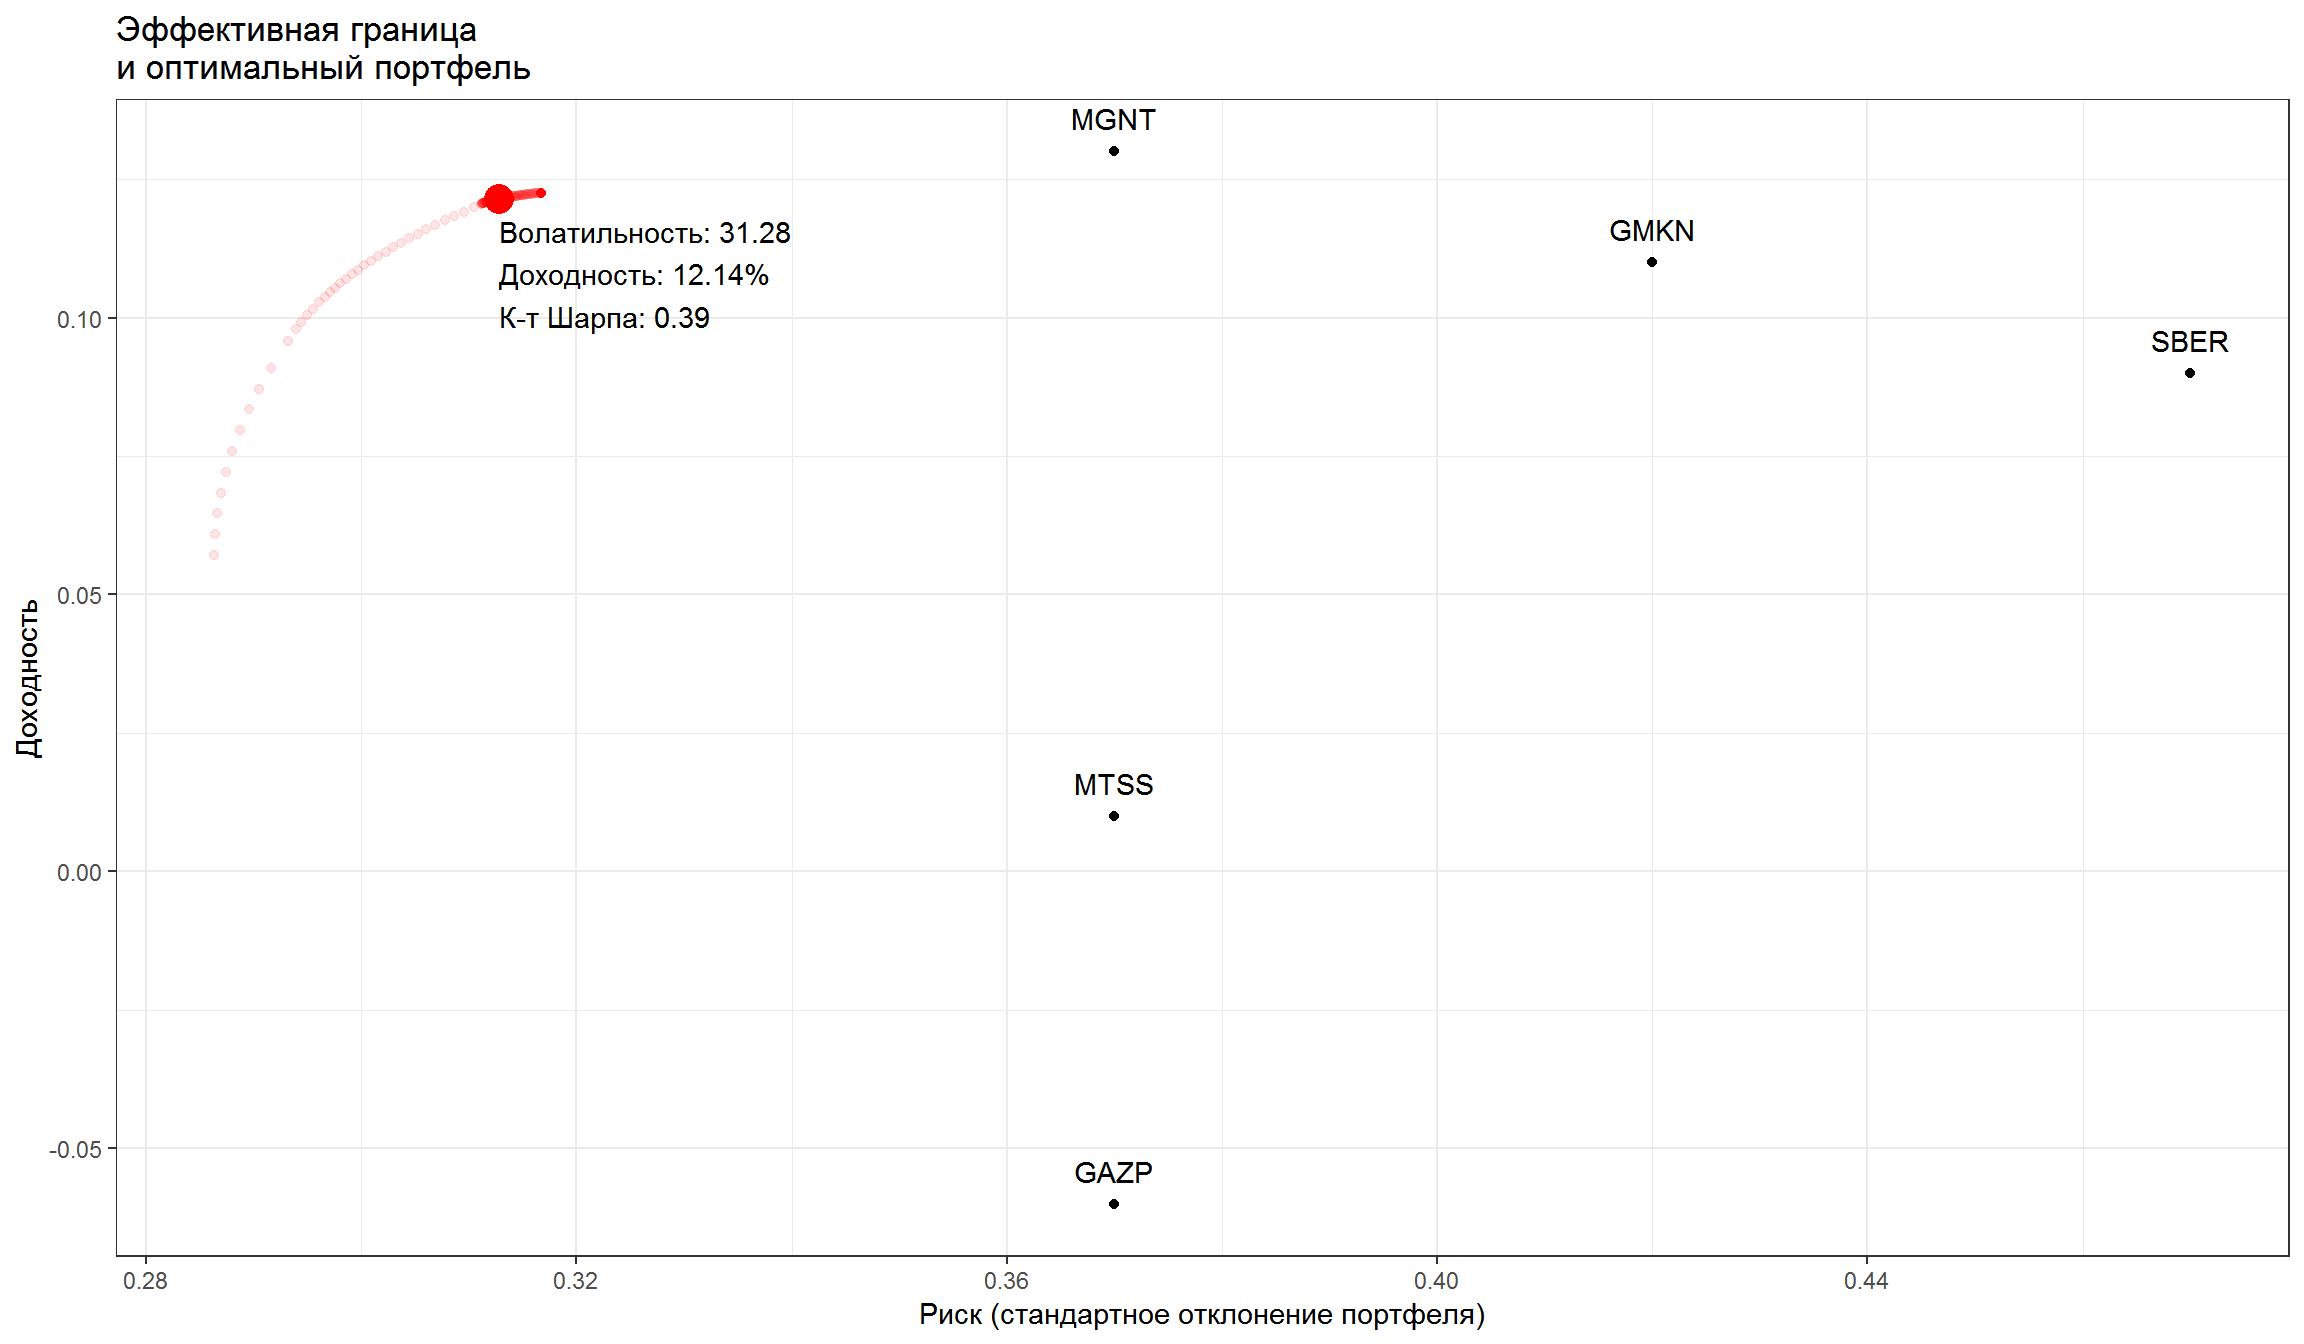 Эффективная граница
и оптимальный портфель
MGNT
GMKN
Волатильность: 31.28
Доходность: 12.14%
К-т Шарпа: 0.39
SBER
MTSS
GAZP
0.10
0.05
0.00
-0.05
Доходность
0.28
0.32
0.36
0.40
0.44
Риск (стандартное отклонение портфеля)